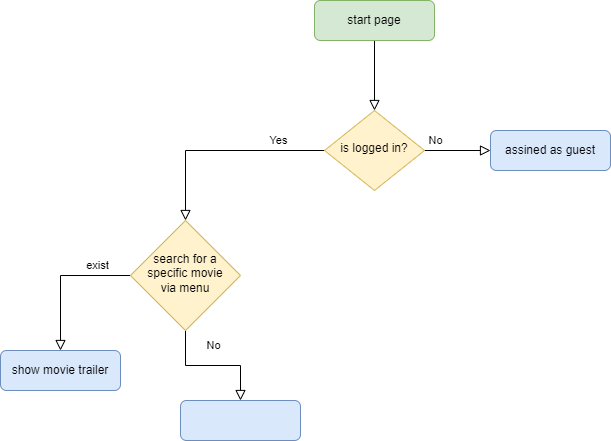 start page
is logged in?
Yes
No
assined as guest
search for a
specific movie
via menu
exist
No
show movie trailer